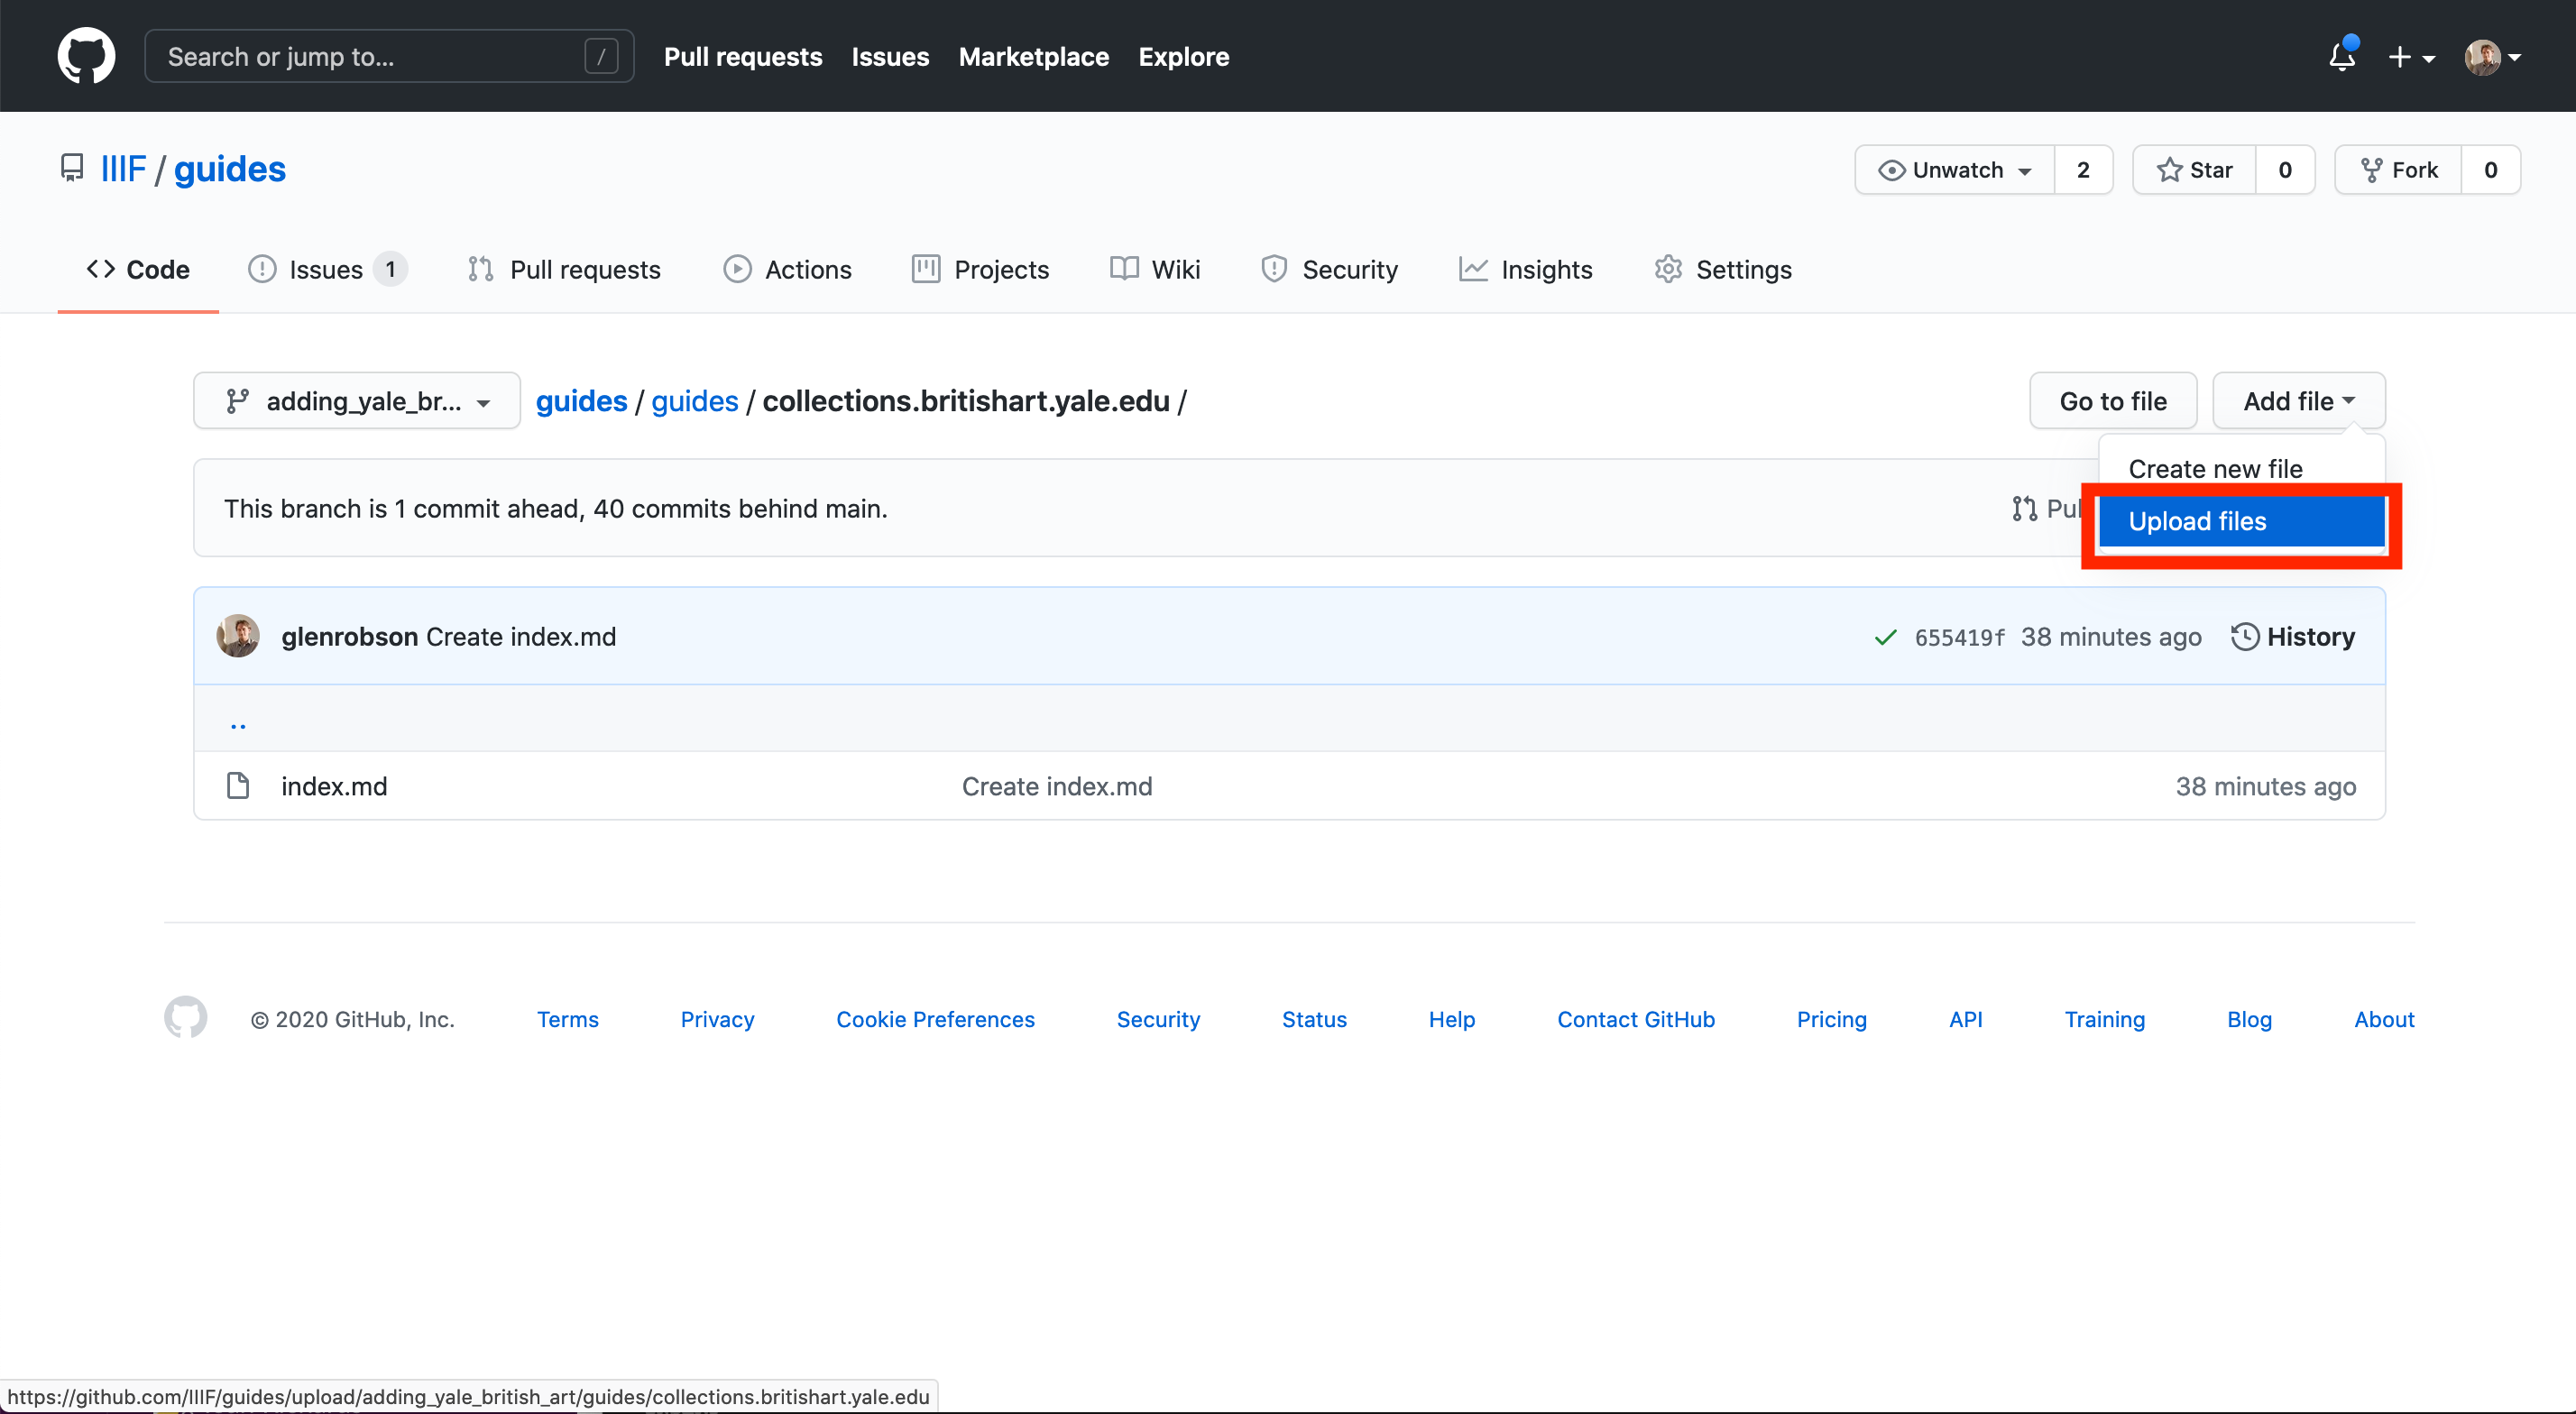 Search or jump to... / Pull requests Issues Marketplace Explore
IIIF / guides Unwatch 2 Star 0 Fork 0
Code Issues 1 Pull requests Actions Projects Wiki Security Insights Settings
adding_yale_br... guides / guides / collections.britishart.yale.edu / Go to file Add file
Create new file
This branch is 1 commit ahead, 40 commits behind main. Pul
Upload files
glenrobson Create index.md 655419f 38 minutes ago History
..
index.md Create index.md 38 minutes ago
© 2020 GitHub, Inc. Terms Privacy Cookie Preferences Security Status Help Contact GitHub Pricing API Training Blog About
https://github.com/IIIF/guides/upload/adding_yale_british_art/guides/collections.britishart.yale.edu